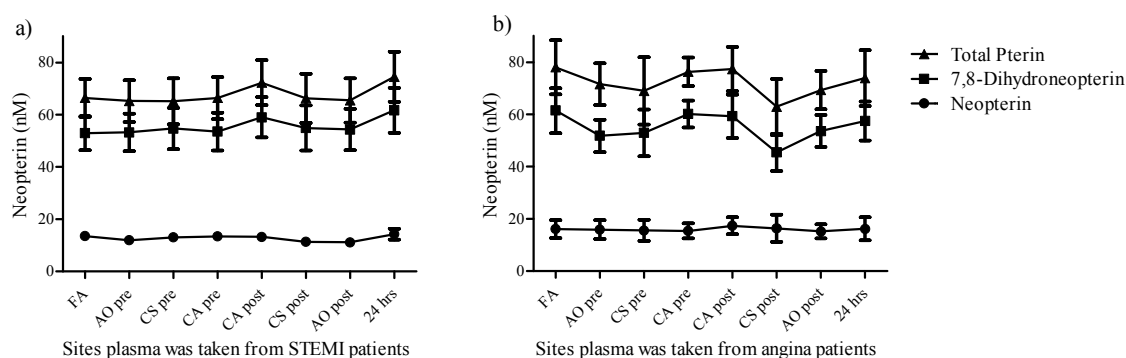 a)
Neopterin (nM)
80
60
40
20
0
FA
AO pre
CS pre
CA pre
CA post
CS post
AO post
24 hrs
Sites plasma was taken from STEMI patients
b)
Neopterin (nM)
80
60
40
20
0
FA
AO pre
CS pre
CA pre
CA post
CS post
AO post
24 hrs
Sites plasma was taken from angina patients
Total Pterin
7,8-Dihydroneopterin
Neopterin